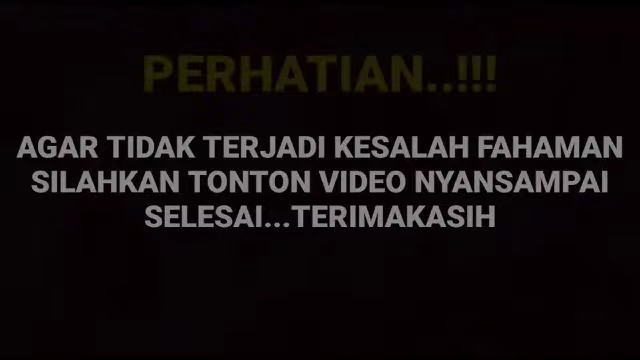 PERHATIAN..!!!
AGAR TIDAK TERJADI KESALAH FAHAMAN
SILAHKAN TONTON VIDEO NYANSAMPAI
SELESAI...TERIMAKASIH